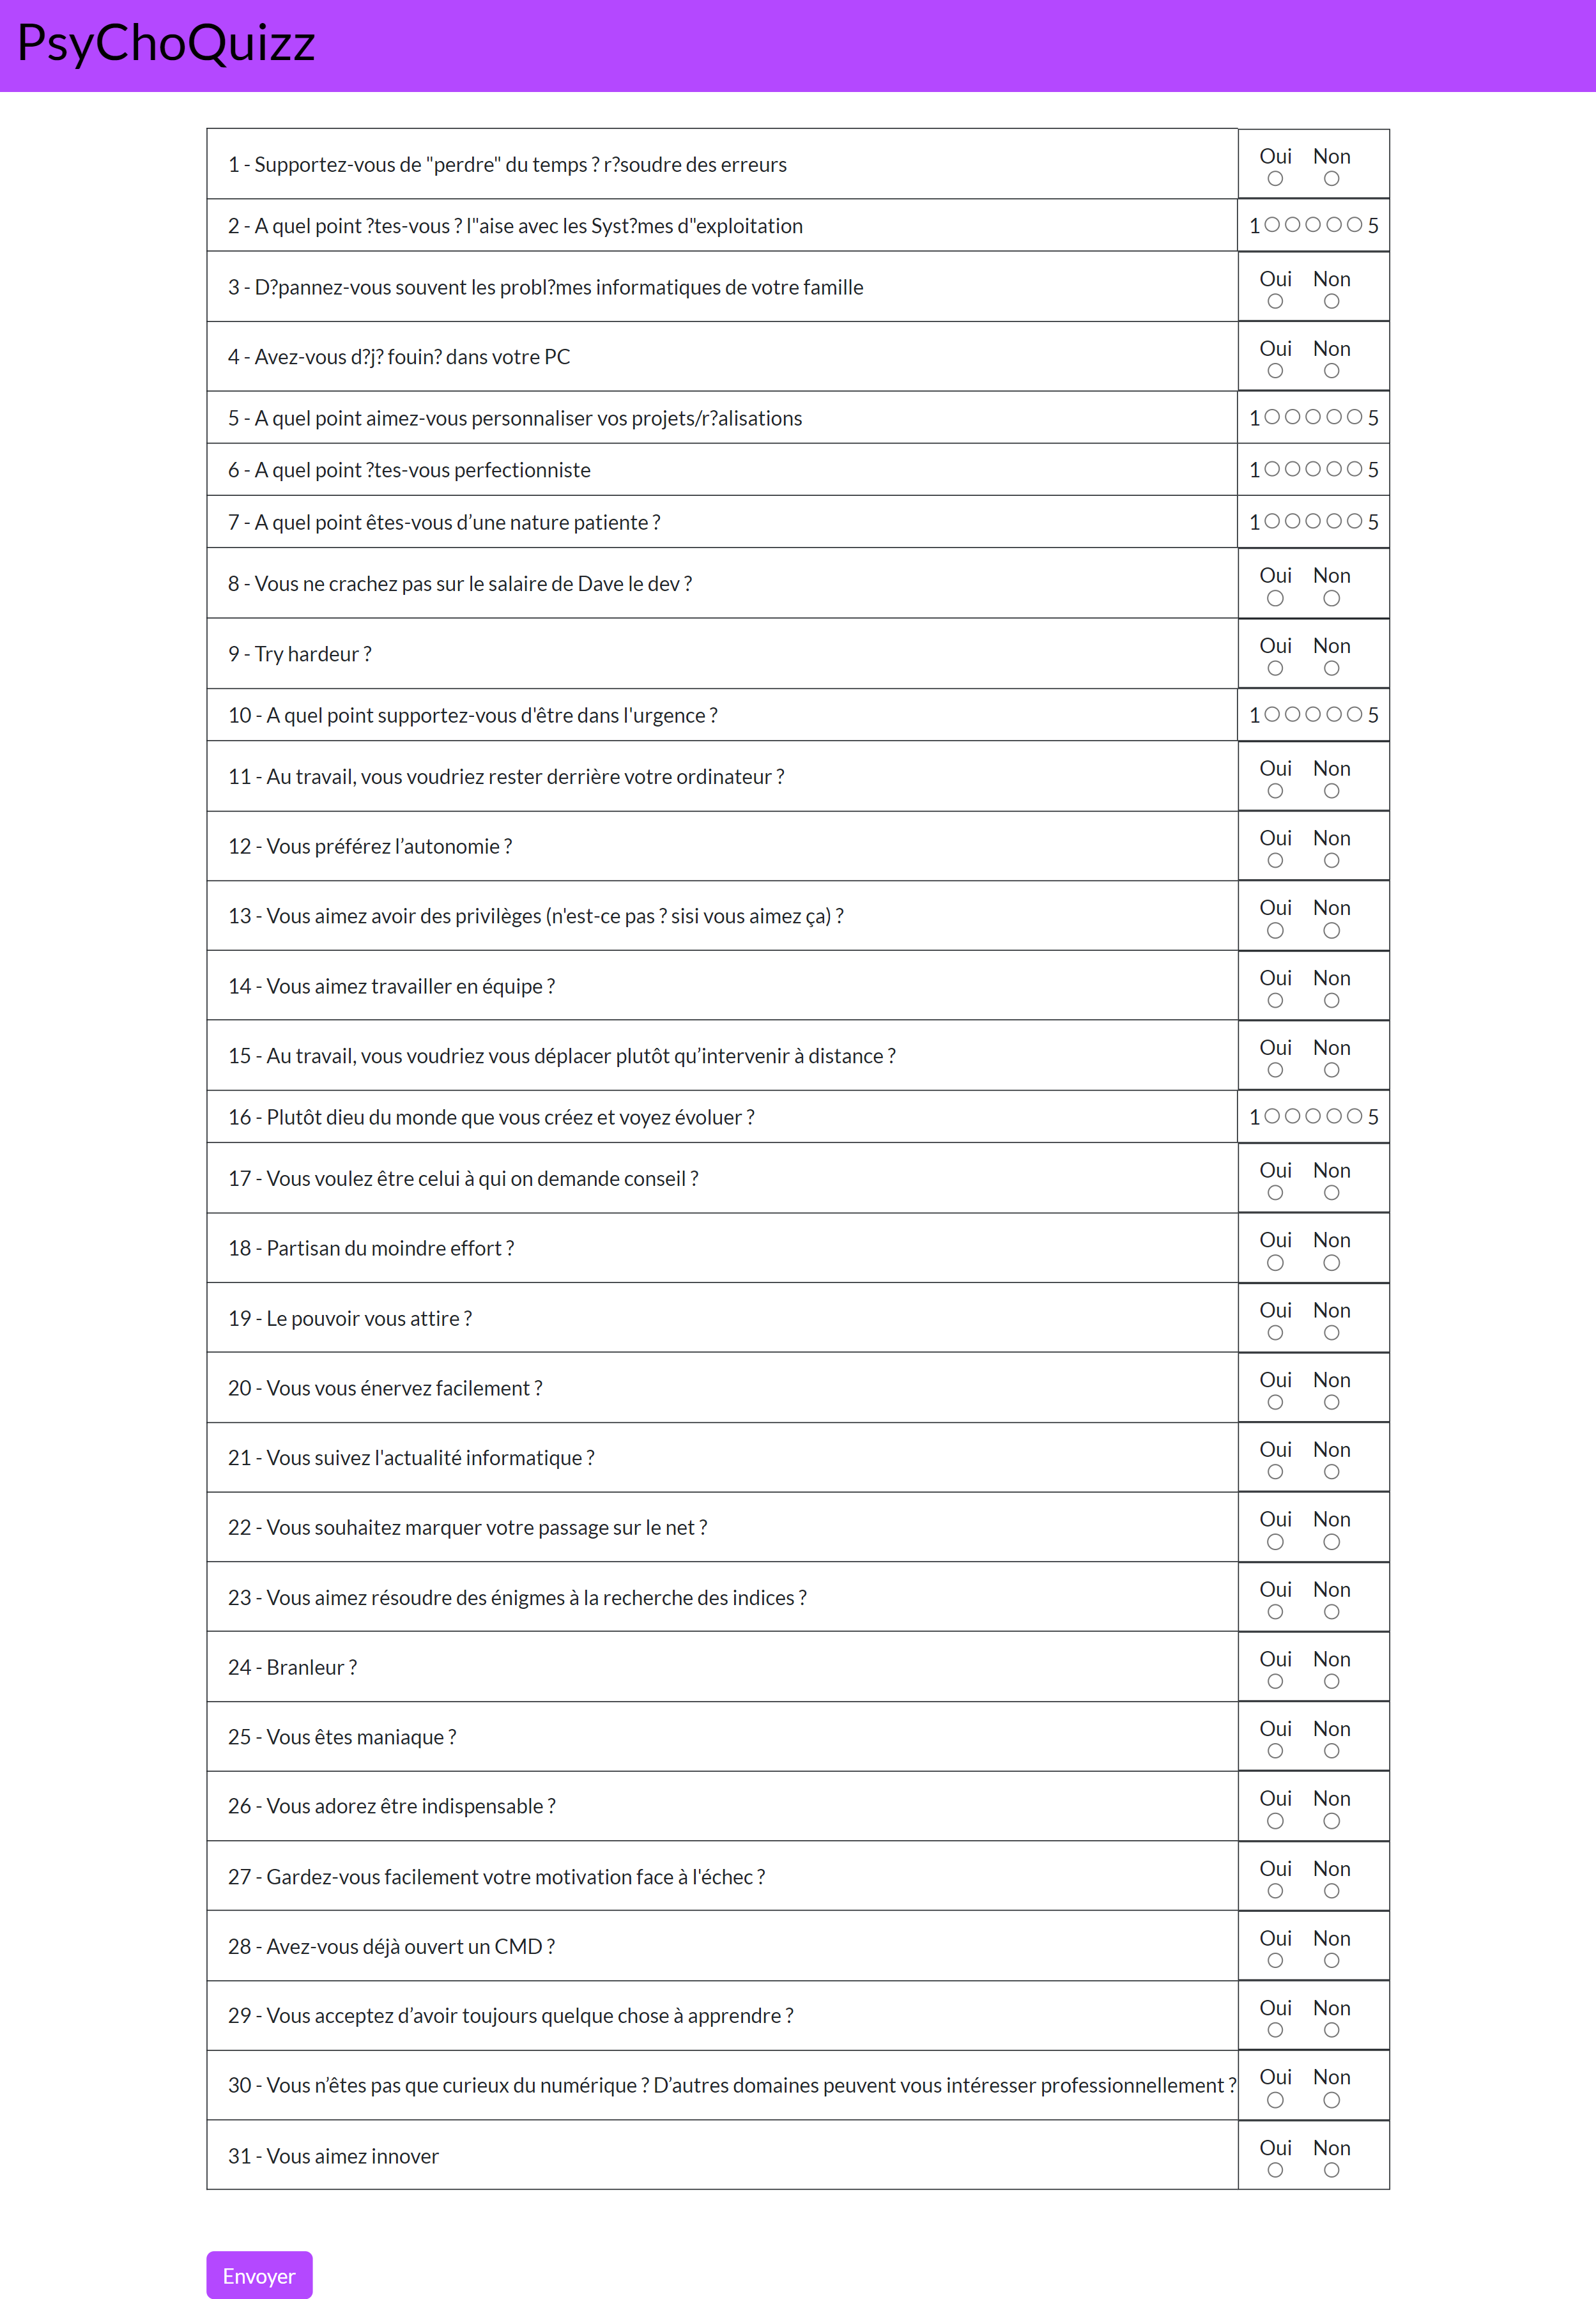 PsyChoQuizz
1 - Supportez-vous de "perdre" du temps ? r?soudre des erreurs
Oui Non
2 - A quel point ?tes-vous ? l"aise avec les Syst?mes d"exploitation
1 5
3 - D?pannez-vous souvent les probl?mes informatiques de votre famille
Oui Non
4 - Avez-vous d?j? fouin? dans votre PC
Oui Non
5 - A quel point aimez-vous personnaliser vos projets/r?alisations
1 5
6 - A quel point ?tes-vous perfectionniste
1 5
7 - A quel point êtes-vous d’une nature patiente ?
1 5
8 - Vous ne crachez pas sur le salaire de Dave le dev ?
Oui Non
9 - Try hardeur ?
Oui Non
10 - A quel point supportez-vous d'être dans l'urgence ?
1 5
11 - Au travail, vous voudriez rester derrière votre ordinateur ?
Oui Non
12 - Vous préférez l’autonomie ?
Oui Non
13 - Vous aimez avoir des privilèges (n'est-ce pas ? sisi vous aimez ça) ?
Oui Non
14 - Vous aimez travailler en équipe ?
Oui Non
15 - Au travail, vous voudriez vous déplacer plutôt qu’intervenir à distance ?
Oui Non
16 - Plutôt dieu du monde que vous créez et voyez évoluer ?
1 5
17 - Vous voulez être celui à qui on demande conseil ?
Oui Non
18 - Partisan du moindre effort ?
Oui Non
19 - Le pouvoir vous attire ?
Oui Non
20 - Vous vous énervez facilement ?
Oui Non
21 - Vous suivez l'actualité informatique ?
Oui Non
22 - Vous souhaitez marquer votre passage sur le net ?
Oui Non
23 - Vous aimez résoudre des énigmes à la recherche des indices ?
Oui Non
24 - Branleur ?
Oui Non
25 - Vous êtes maniaque ?
Oui Non
26 - Vous adorez être indispensable ?
Oui Non
27 - Gardez-vous facilement votre motivation face à l'échec ?
Oui Non
28 - Avez-vous déjà ouvert un CMD ?
Oui Non
29 - Vous acceptez d’avoir toujours quelque chose à apprendre ?
Oui Non
30 - Vous n’êtes pas que curieux du numérique ? D’autres domaines peuvent vous intéresser professionnellement ?
Oui Non
31 - Vous aimez innover
Oui Non
Envoyer